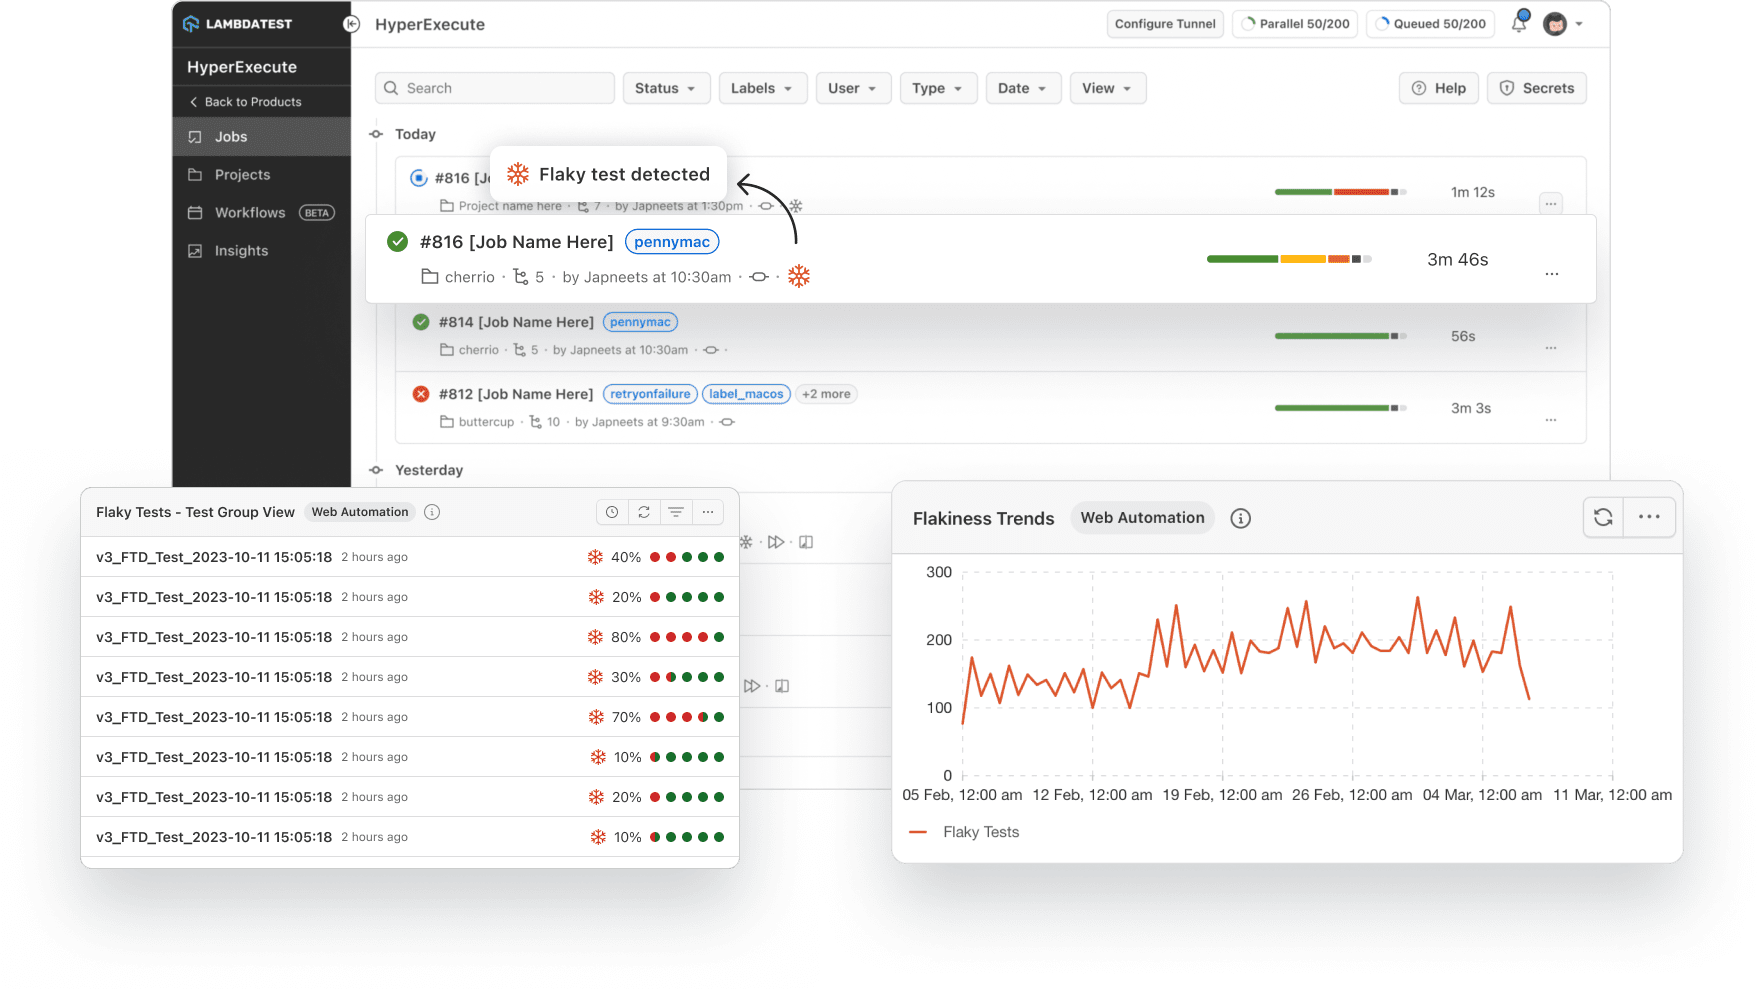 LAMBDATEST
HyperExecute
Configure Tunnel
Parallel 50/200
Queued 50/200
HyperExecute
Back to Products
Jobs
Projects
Workflows BETA
Insights
Search
Status
Labels
User
Type
Date
View
Help
Secrets
Today
#816
Flaky test detected
1m 12s
Project name here · 7 · by Japneets at 1:30pm
#816 [Job Name Here] pennymac
3m 46s
cherrio · 5 · by Japneets at 10:30am
#814 [Job Name Here] pennymac
56s
cherrio · 5 · by Japneets at 10:30am
#812 [Job Name Here] retryonfailure label_macos +2 more
3m 3s
buttercup · 10 · by Japneets at 9:30am
Yesterday
Flaky Tests - Test Group View Web Automation
v3_FTD_Test_2023-10-11 15:05:18 2 hours ago 40%
v3_FTD_Test_2023-10-11 15:05:18 2 hours ago 20%
v3_FTD_Test_2023-10-11 15:05:18 2 hours ago 80%
v3_FTD_Test_2023-10-11 15:05:18 2 hours ago 30%
v3_FTD_Test_2023-10-11 15:05:18 2 hours ago 70%
v3_FTD_Test_2023-10-11 15:05:18 2 hours ago 10%
v3_FTD_Test_2023-10-11 15:05:18 2 hours ago 20%
v3_FTD_Test_2023-10-11 15:05:18 2 hours ago 10%
Flakiness Trends Web Automation
300
200
100
0
05 Feb, 12:00 am 12 Feb, 12:00 am 19 Feb, 12:00 am 26 Feb, 12:00 am 04 Mar, 12:00 am 11 Mar, 12:00 am
Flaky Tests